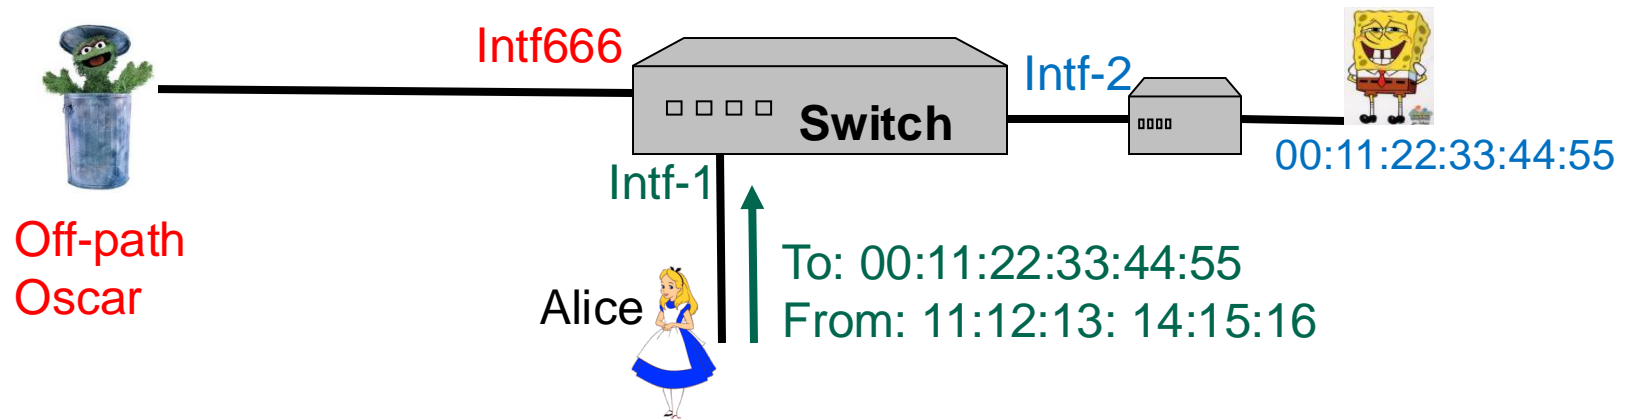 Intf666
Intf-2
Switch
00:11:22:33:44:55
Intf-1
Off-path
Oscar
To: 00:11:22:33:44:55
Alice
From: 11:12:13: 14:15:16